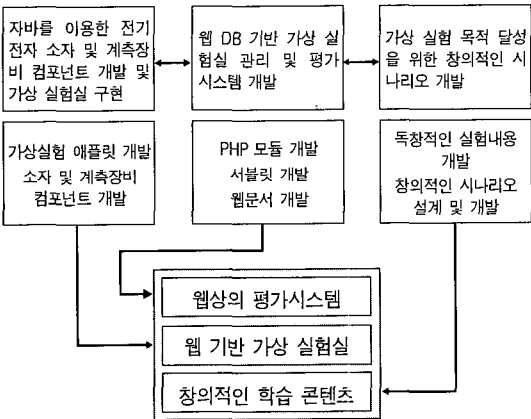 자바를 이용한 전기
전자 소자 및 계측장
비 컴포넌트 개발 및
가상 실험실 구현
웹 DB 기반 가상 실
험실 관리 및 평가
시스템 개발
가상 실험 목적 달성
을 위한 창의적인 시
나리오 개발
가상실험 애플릿 개발
소자 및 계측장비
컴포넌트 개발
PHP 모듈 개발
서블릿 개발
웹문서 개발
독창적인 실험내용
개발
창의적인 시나리오
설계 및 개발
웹상의 평가시스템
웹 기반 가상 실험실
창의적인 학습 콘텐츠